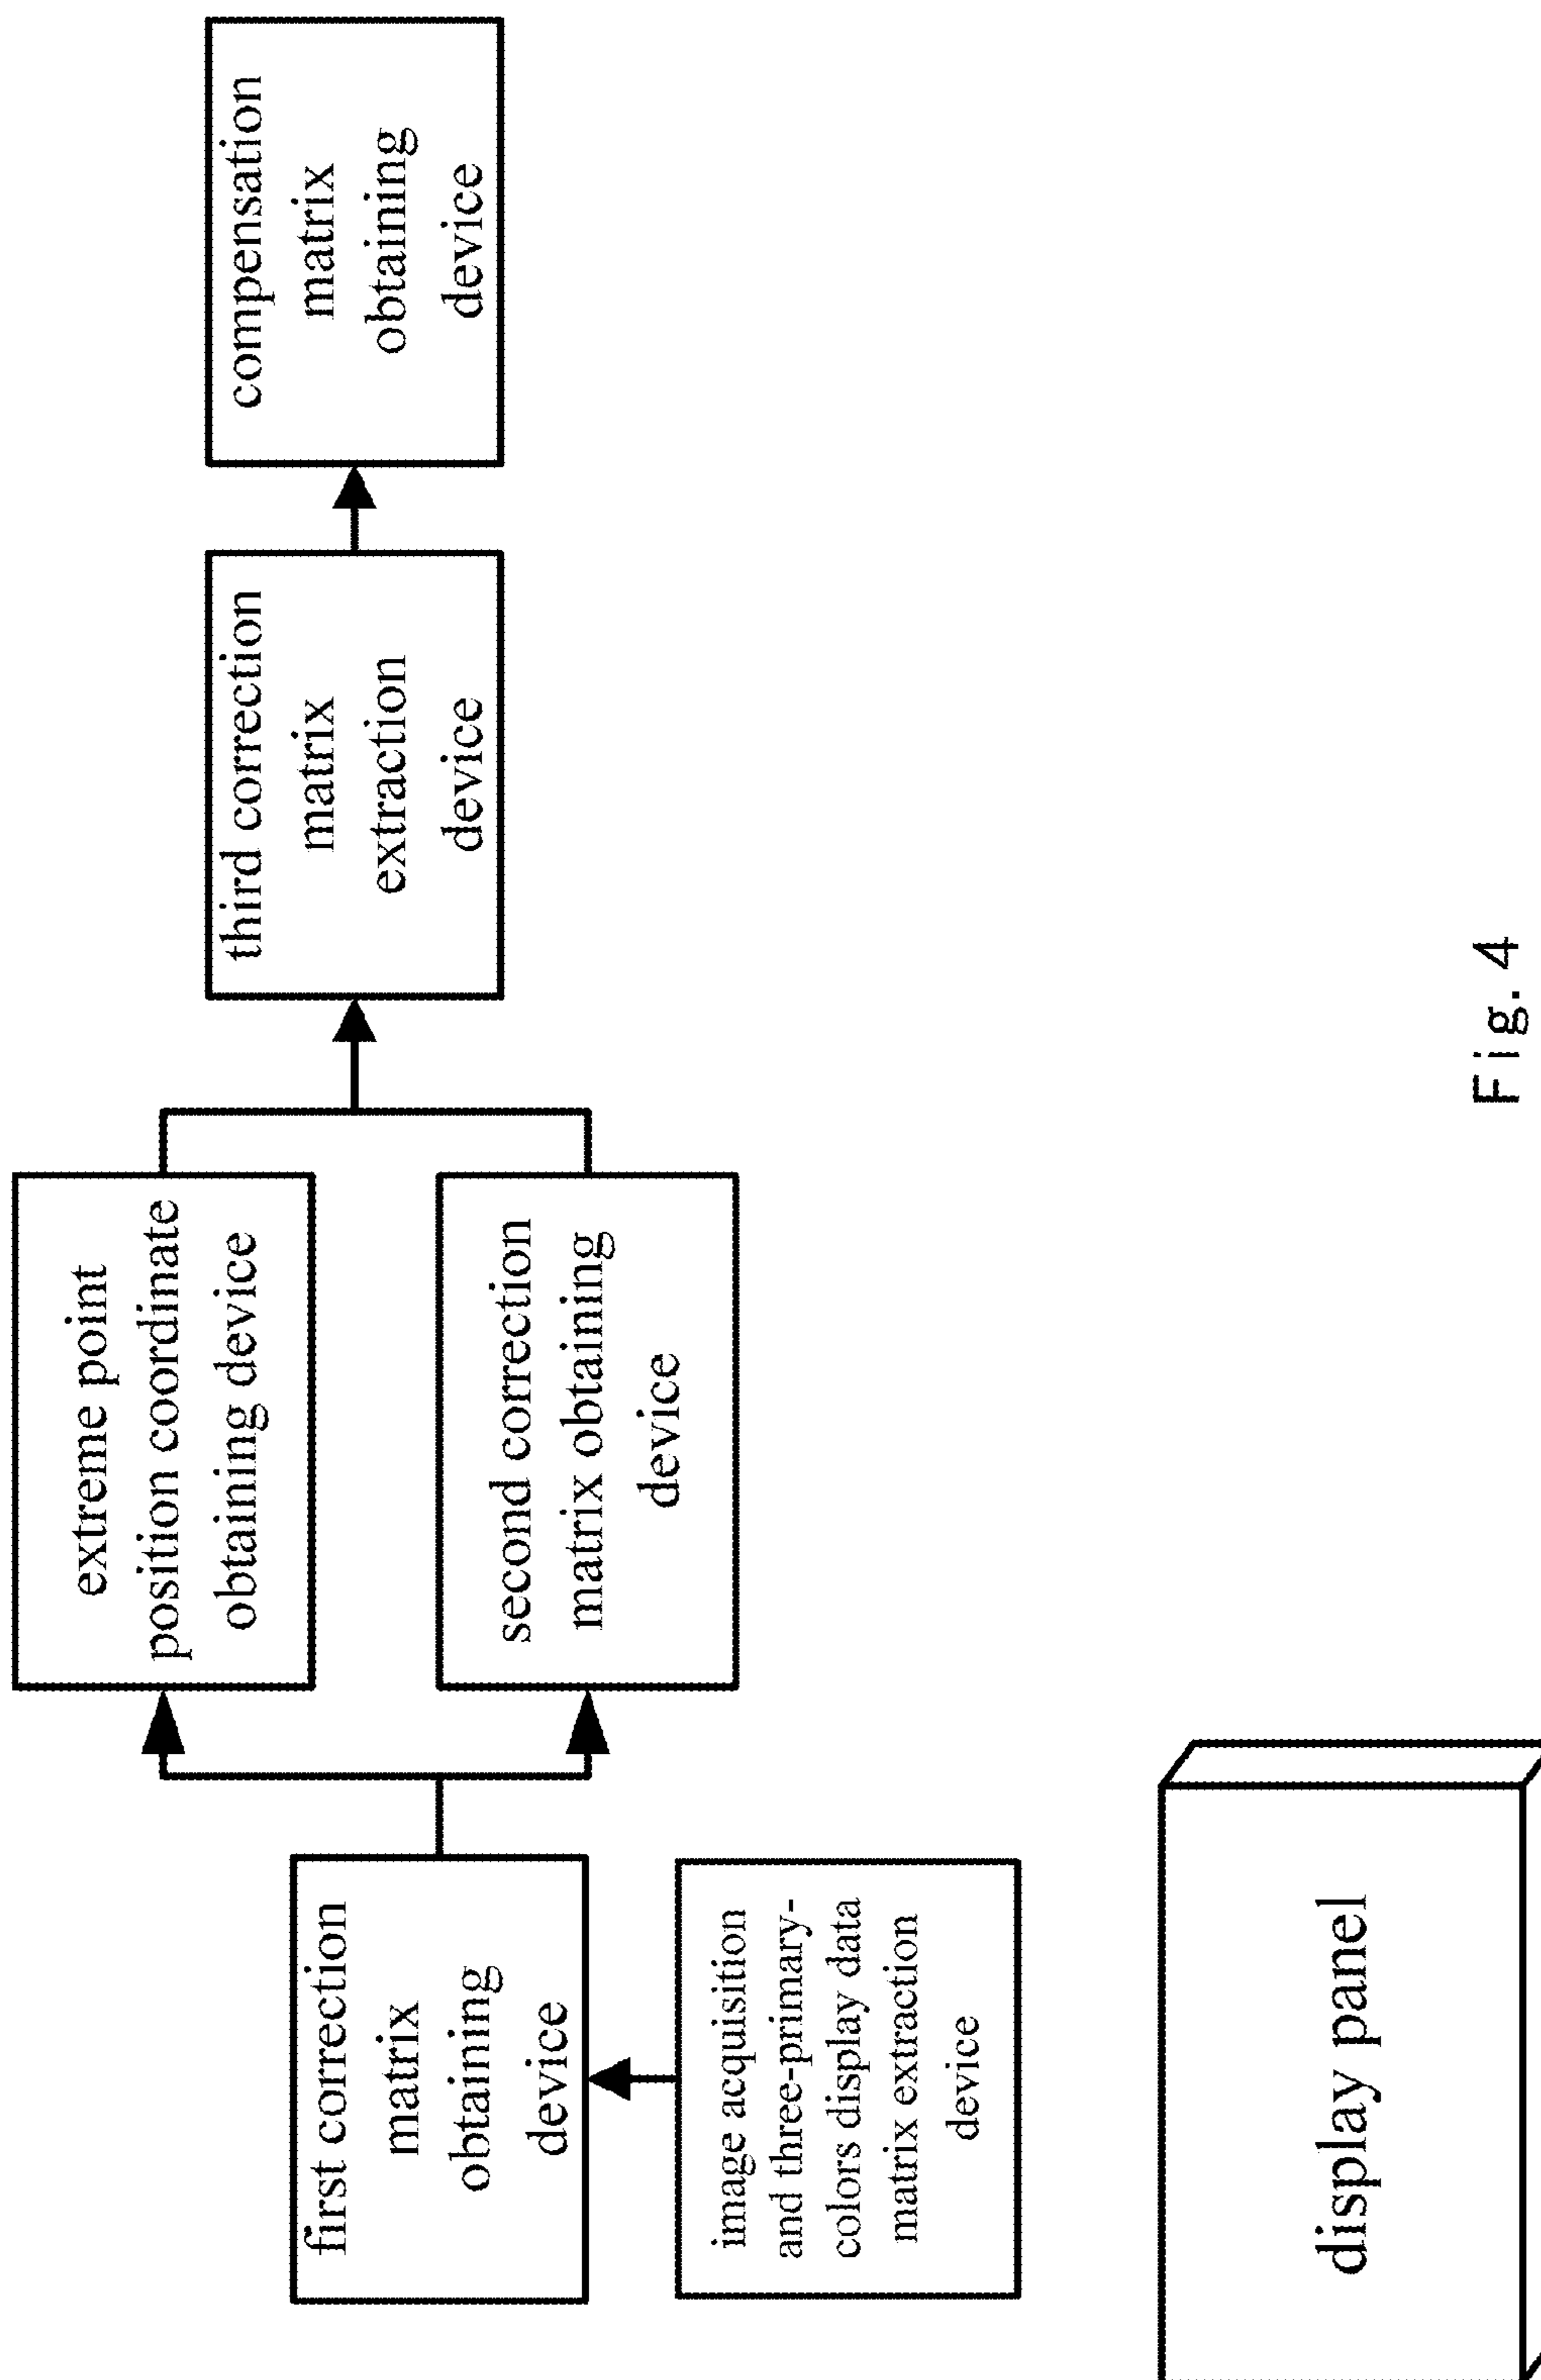 first correction
matrix
obtaining
device
image acquisition
and three-primary-
colors display data
matrix extraction
device
display panel
extreme point
position coordinate
obtaining device
second correction
matrix obtaining
device
third correction
matrix
extraction
device
compensation
matrix
obtaining
device
Fig. 4